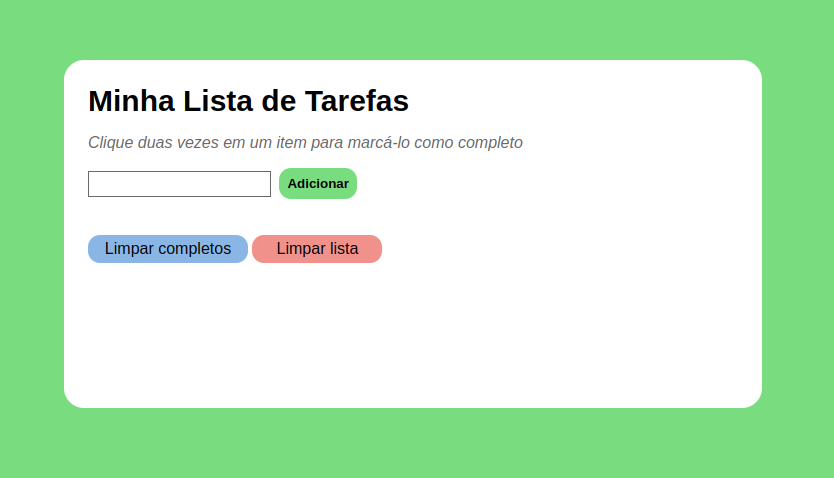 Minha Lista de Tarefas
Clique duas vezes em um item para marcá-lo como completo
Adicionar
Limpar completos Limpar lista